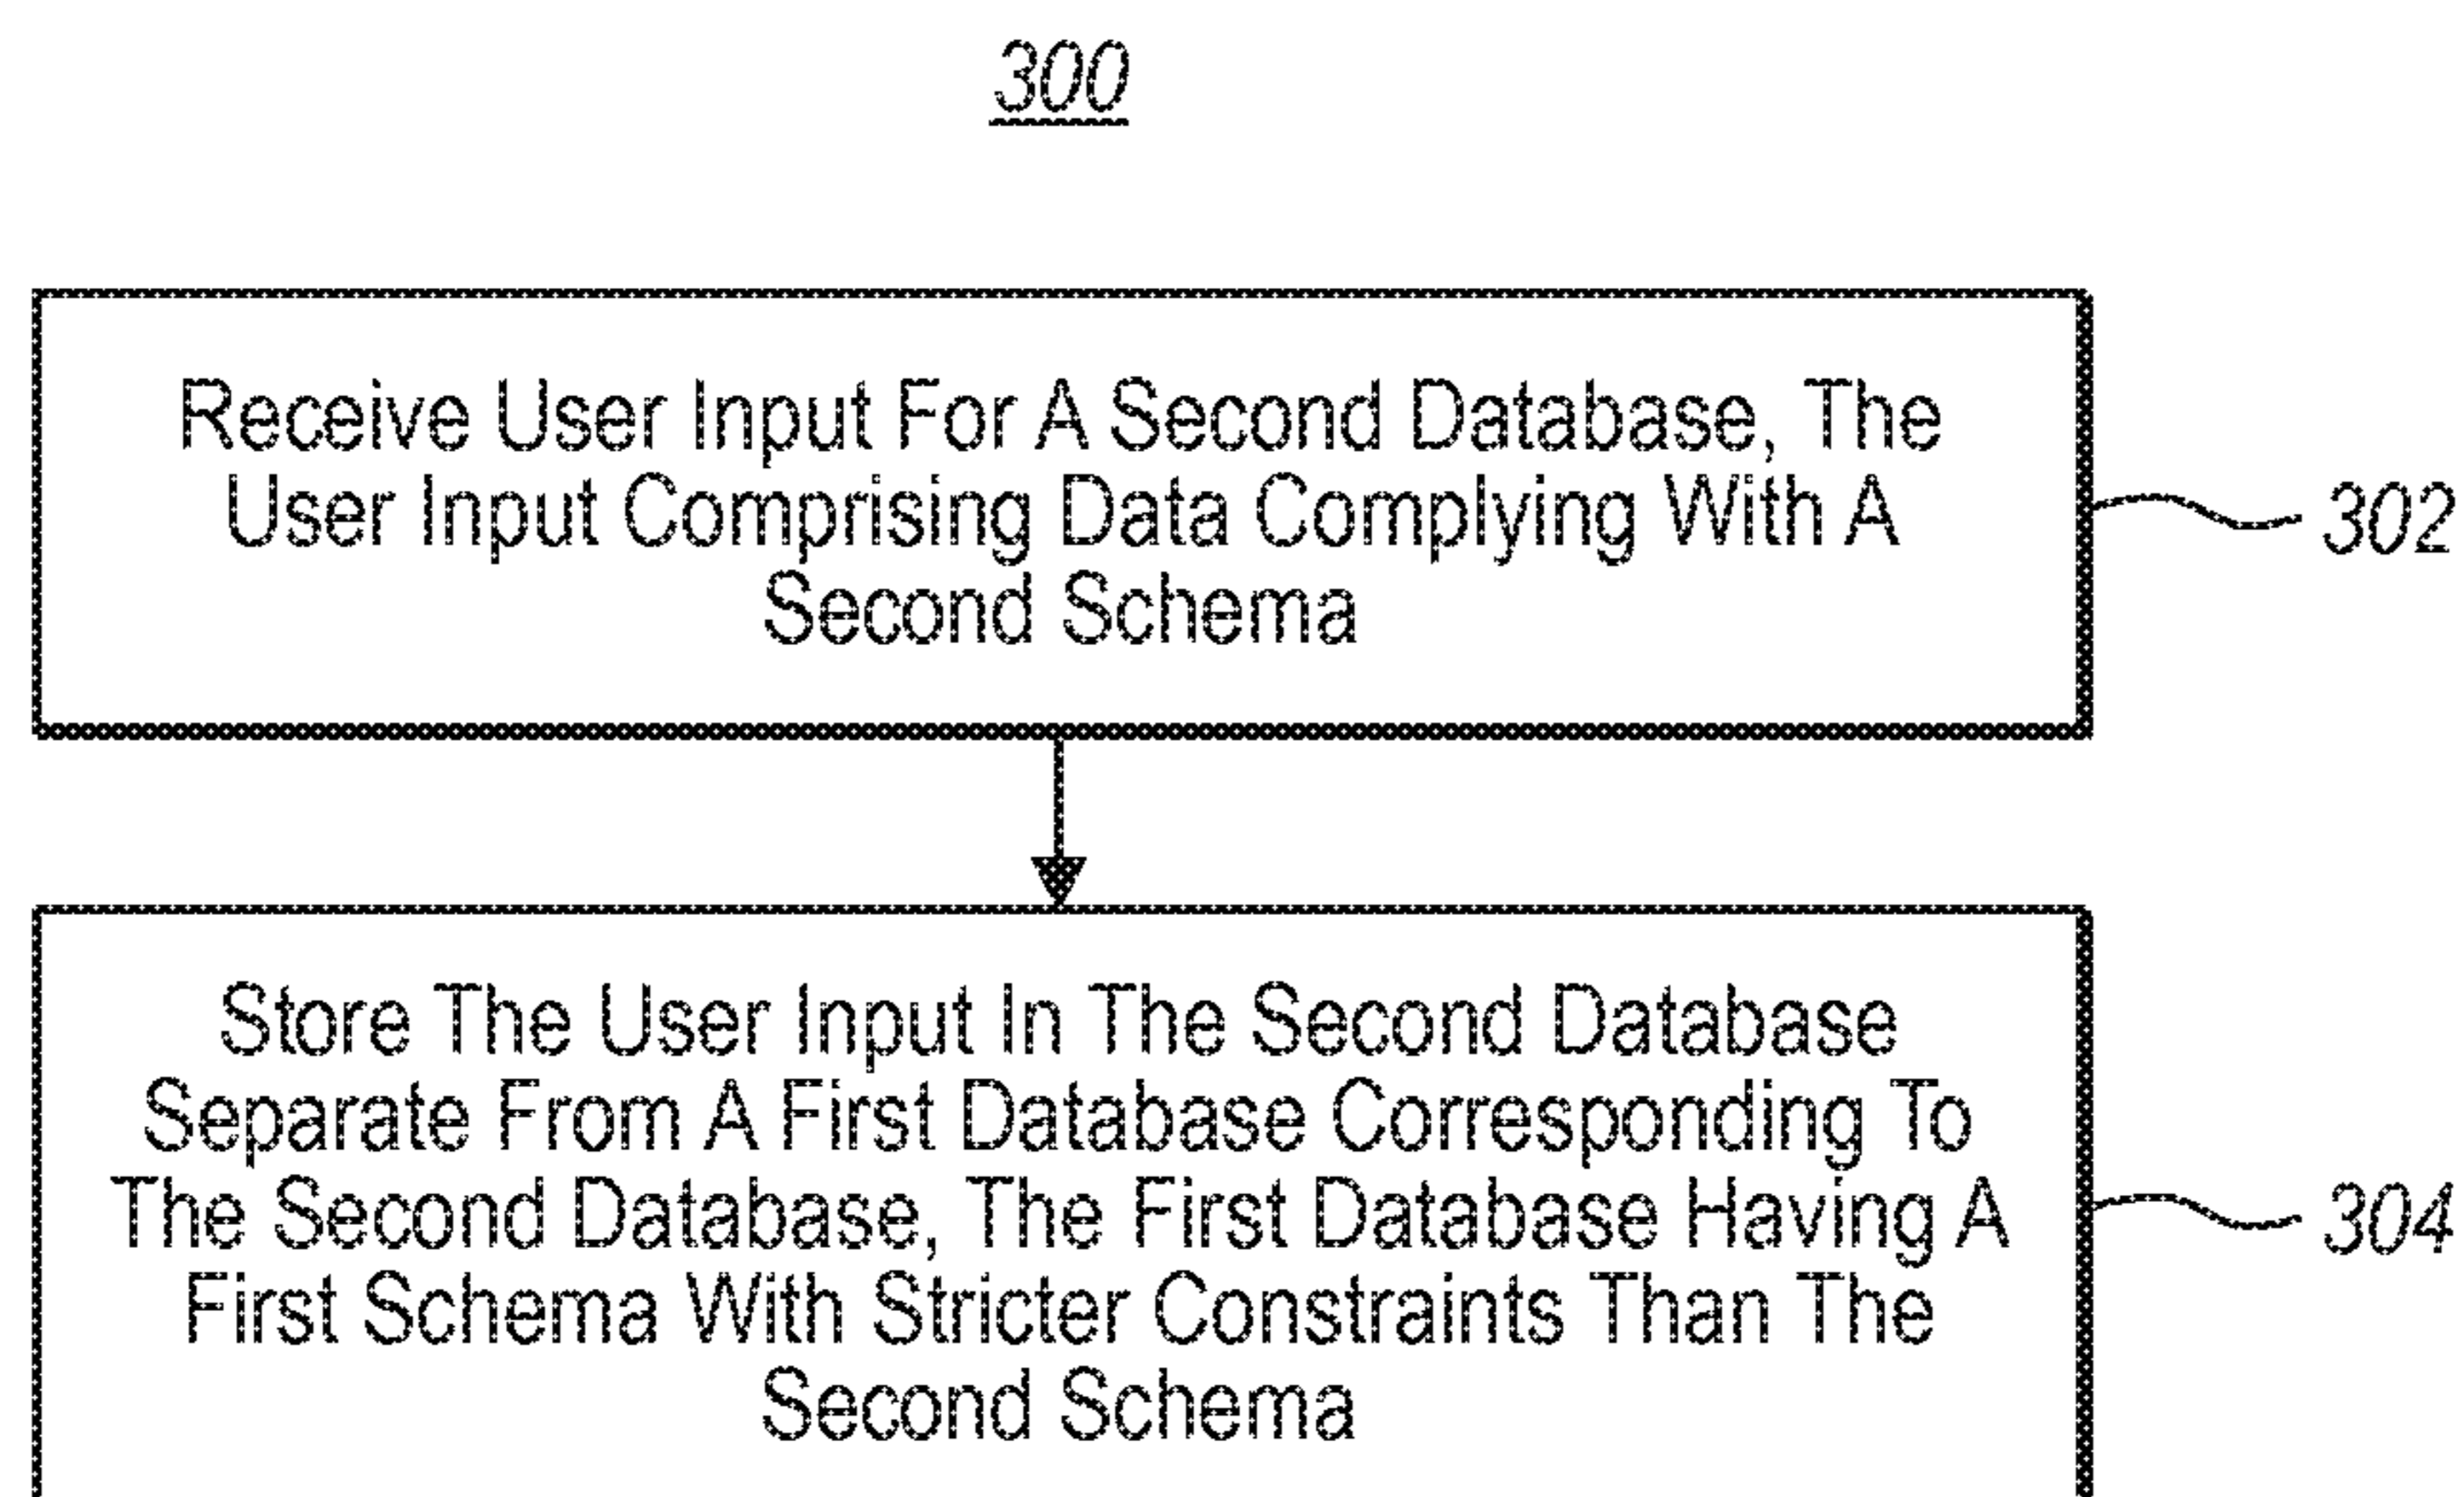 300
Receive User Input For A Second Database, The
User Input Comprising Data Complying With A
Second Schema
302
Store The User Input In The Second Database
Separate From A First Database Corresponding To
The Second Database, The First Database Having A
First Schema With Stricter Constraints Than The
Second Schema
304